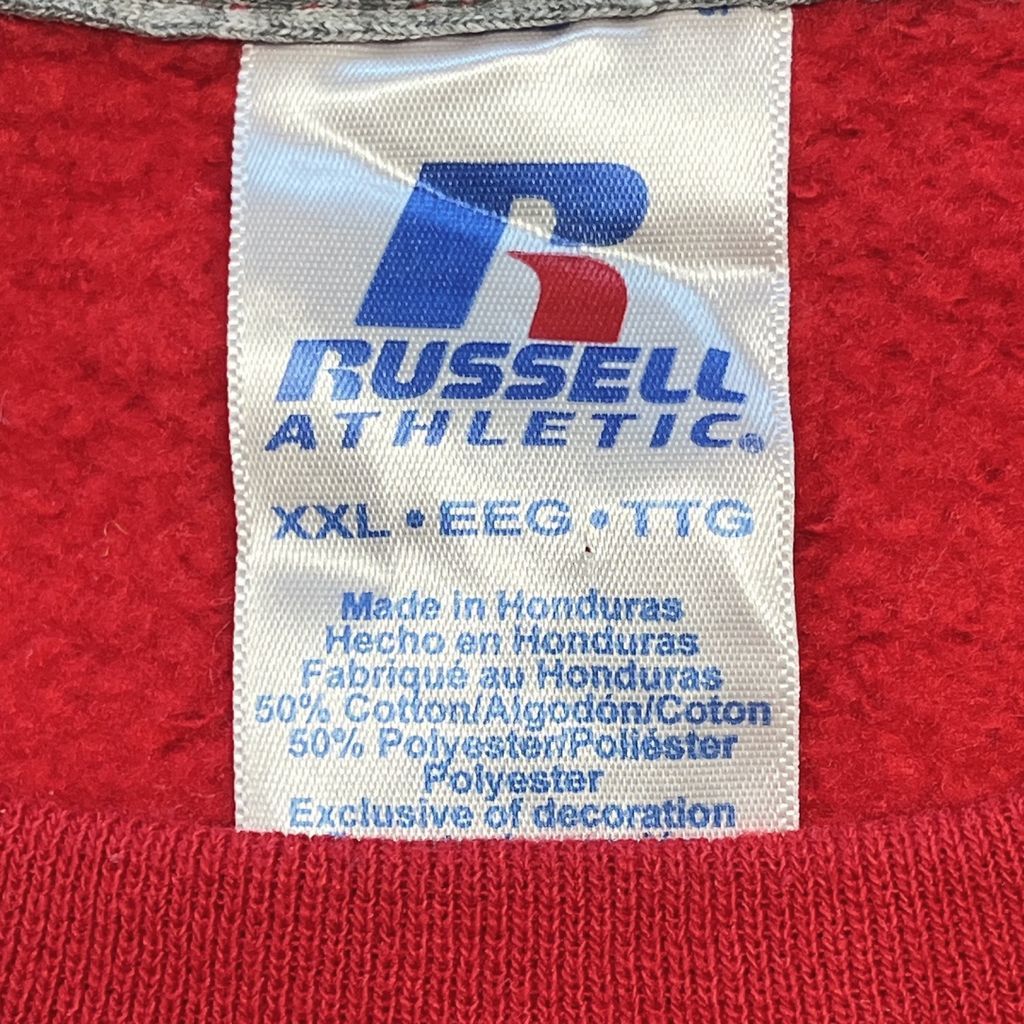 RUSSELL
ATHLETIC®
XXL • EEG • TTG
Made in Honduras
Hecho en Honduras
Fabriqué au Honduras
50% Cotton/Algodón/Coton
50% Polyester/Poliéster
Polyester
Exclusive of decoration